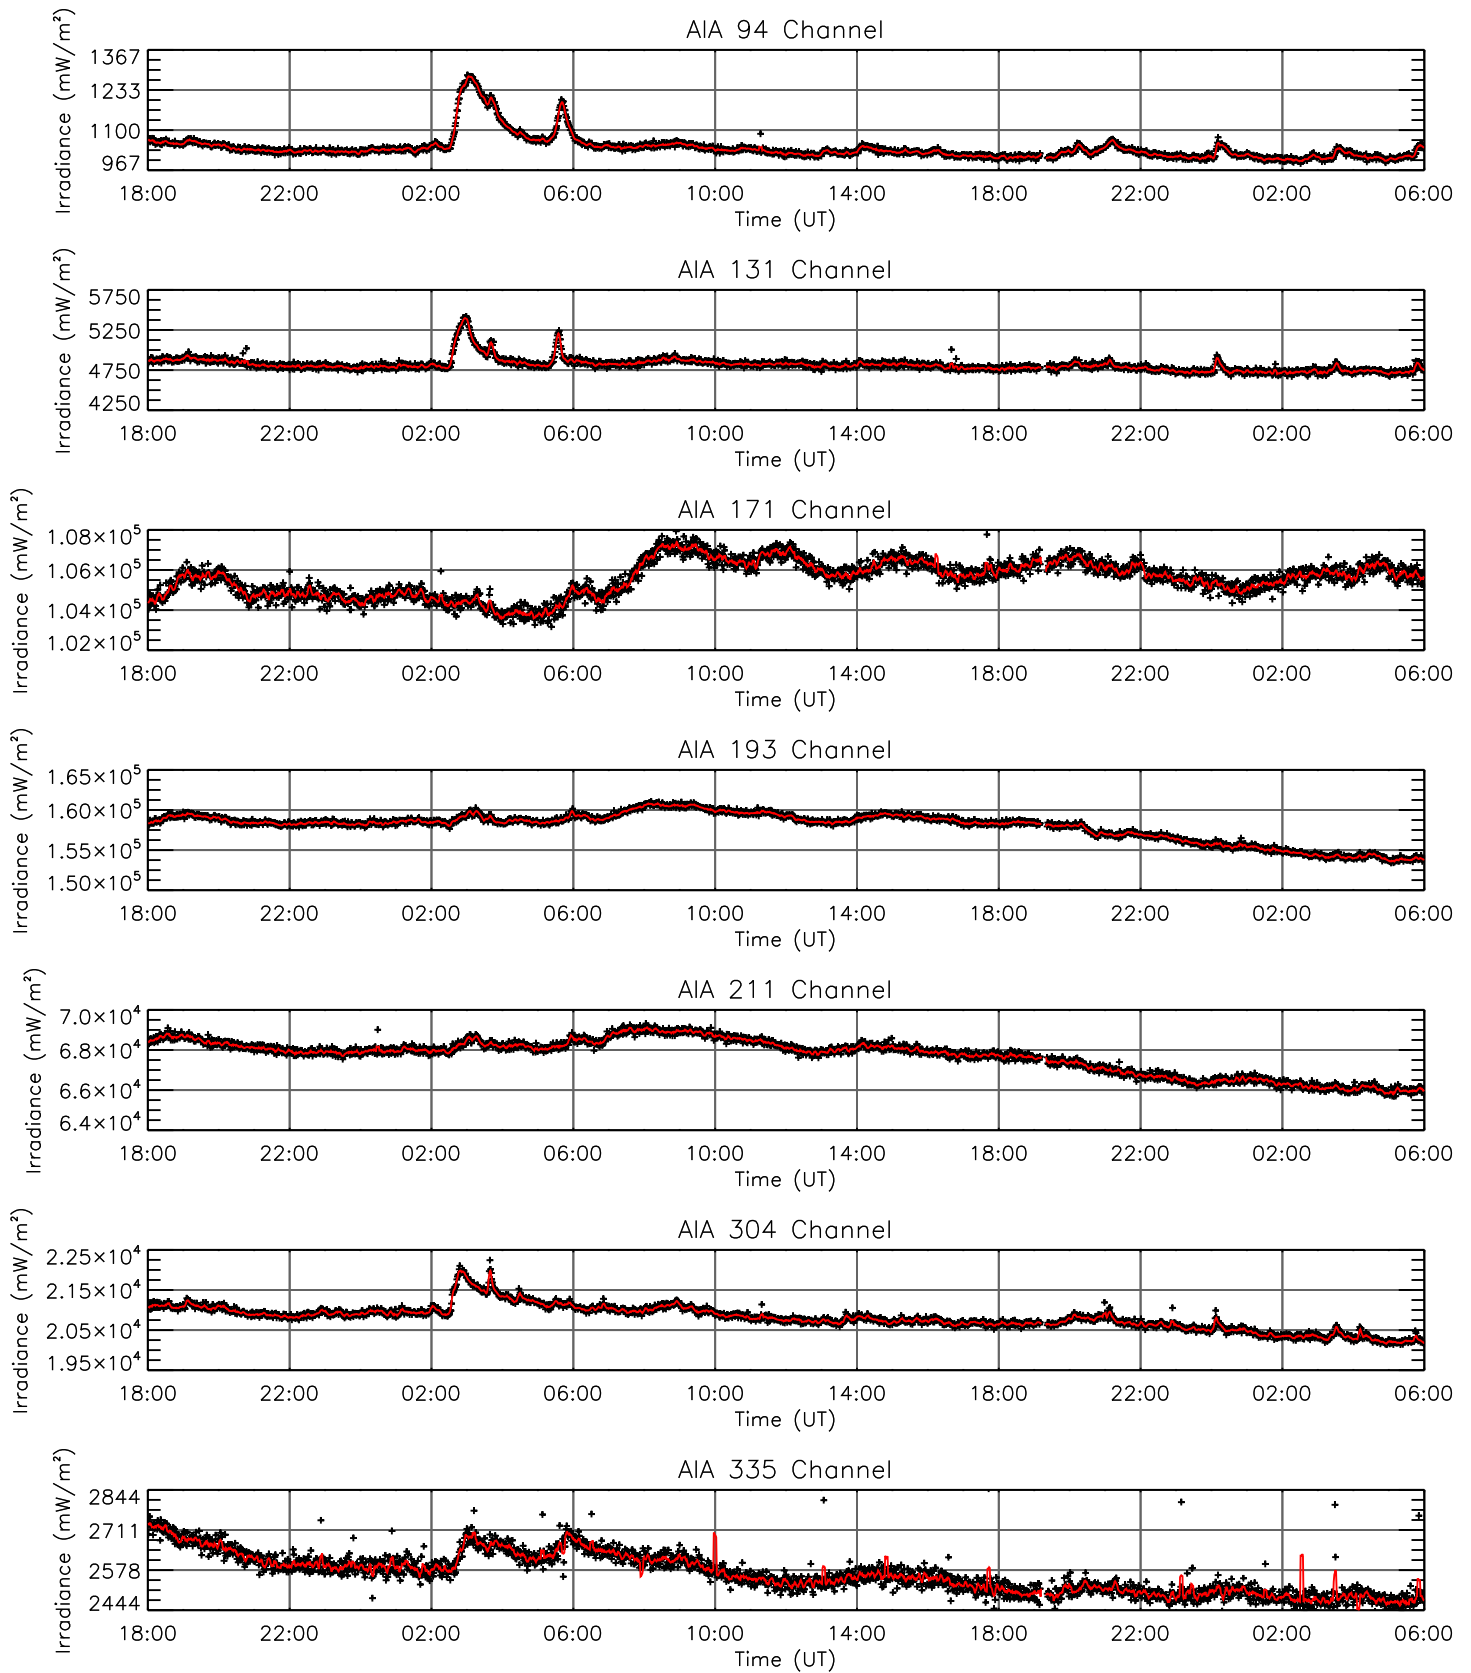 AIA 94 Channel
Irradiance (mW/m²)
1367
1233
1100
967
18:00 22:00 02:00 06:00 10:00 14:00 18:00 22:00 02:00 06:00
Time (UT)
AIA 131 Channel
Irradiance (mW/m²)
5750
5250
4750
4250
18:00 22:00 02:00 06:00 10:00 14:00 18:00 22:00 02:00 06:00
Time (UT)
AIA 171 Channel
Irradiance (mW/m²)
1.08×10⁵
1.06×10⁵
1.04×10⁵
1.02×10⁵
18:00 22:00 02:00 06:00 10:00 14:00 18:00 22:00 02:00 06:00
Time (UT)
AIA 193 Channel
Irradiance (mW/m²)
1.65×10⁵
1.60×10⁵
1.55×10⁵
1.50×10⁵
18:00 22:00 02:00 06:00 10:00 14:00 18:00 22:00 02:00 06:00
Time (UT)
AIA 211 Channel
Irradiance (mW/m²)
7.0×10⁴
6.8×10⁴
6.6×10⁴
6.4×10⁴
18:00 22:00 02:00 06:00 10:00 14:00 18:00 22:00 02:00 06:00
Time (UT)
AIA 304 Channel
Irradiance (mW/m²)
2.25×10⁴
2.15×10⁴
2.05×10⁴
1.95×10⁴
18:00 22:00 02:00 06:00 10:00 14:00 18:00 22:00 02:00 06:00
Time (UT)
AIA 335 Channel
Irradiance (mW/m²)
2844
2711
2578
2444
18:00 22:00 02:00 06:00 10:00 14:00 18:00 22:00 02:00 06:00
Time (UT)